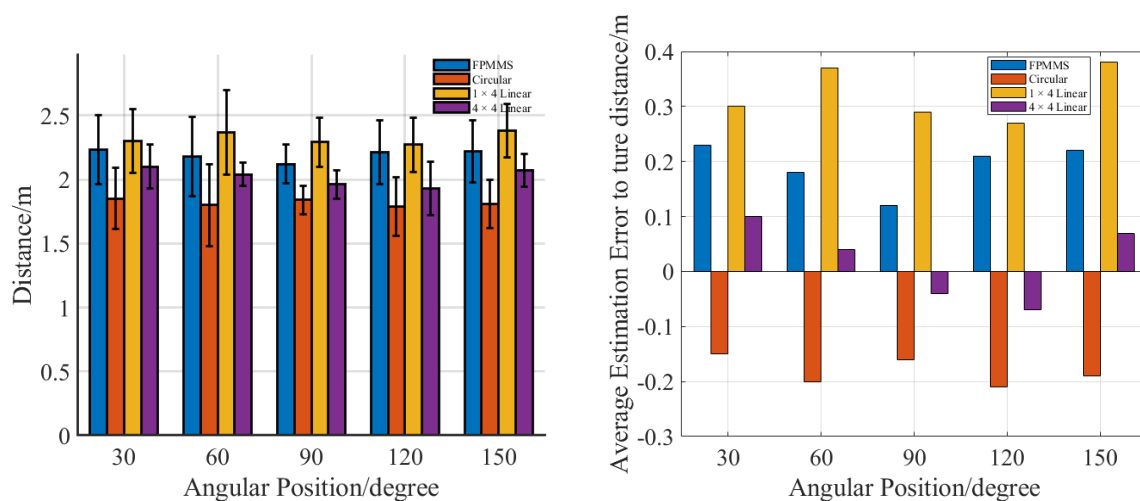 FPMMS
Circular
1 × 4 Linear
4 × 4 Linear
2.5
2
1.5
1
0.5
0
Distance/m
30 60 90 120 150
Angular Position/degree
FPMMS
Circular
1 × 4 Linear
4 × 4 Linear
0.4
0.3
0.2
0.1
0
-0.1
-0.2
-0.3
Average Estimation Error to ture distance/m
30 60 90 120 150
Angular Position/degree